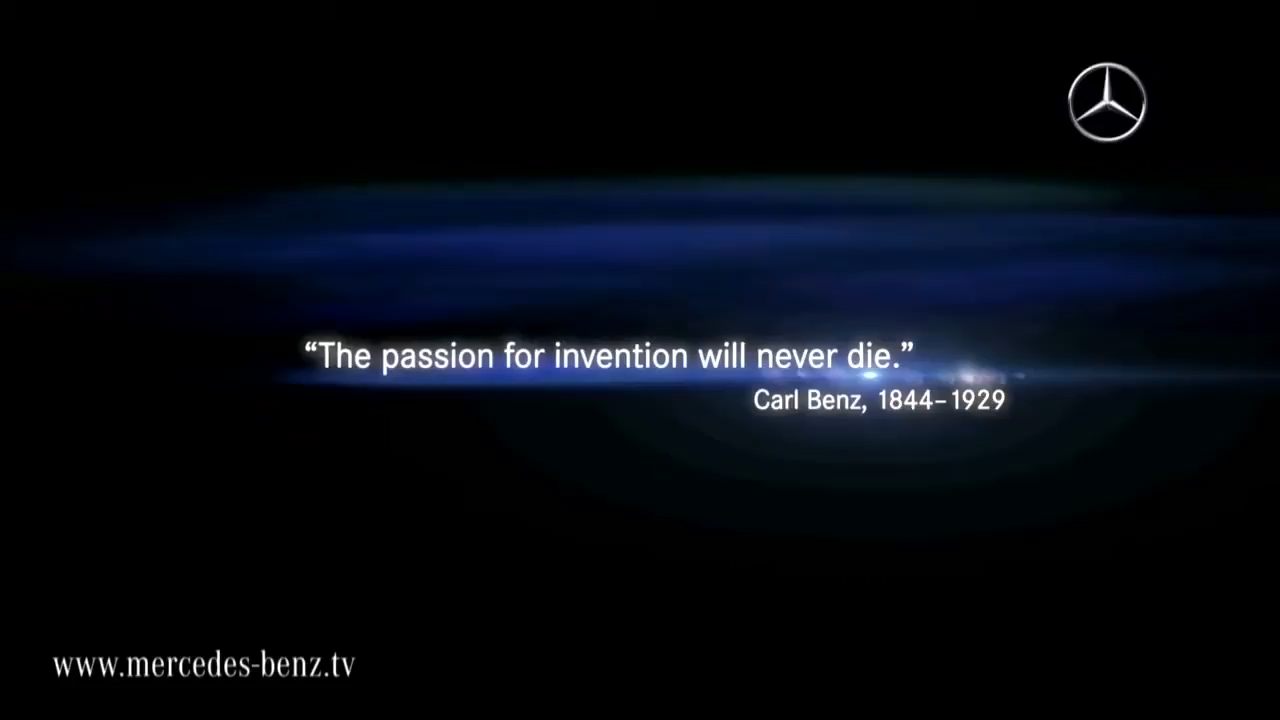 “The passion for invention will never die.”
Carl Benz, 1844–1929
www.mercedes-benz.tv